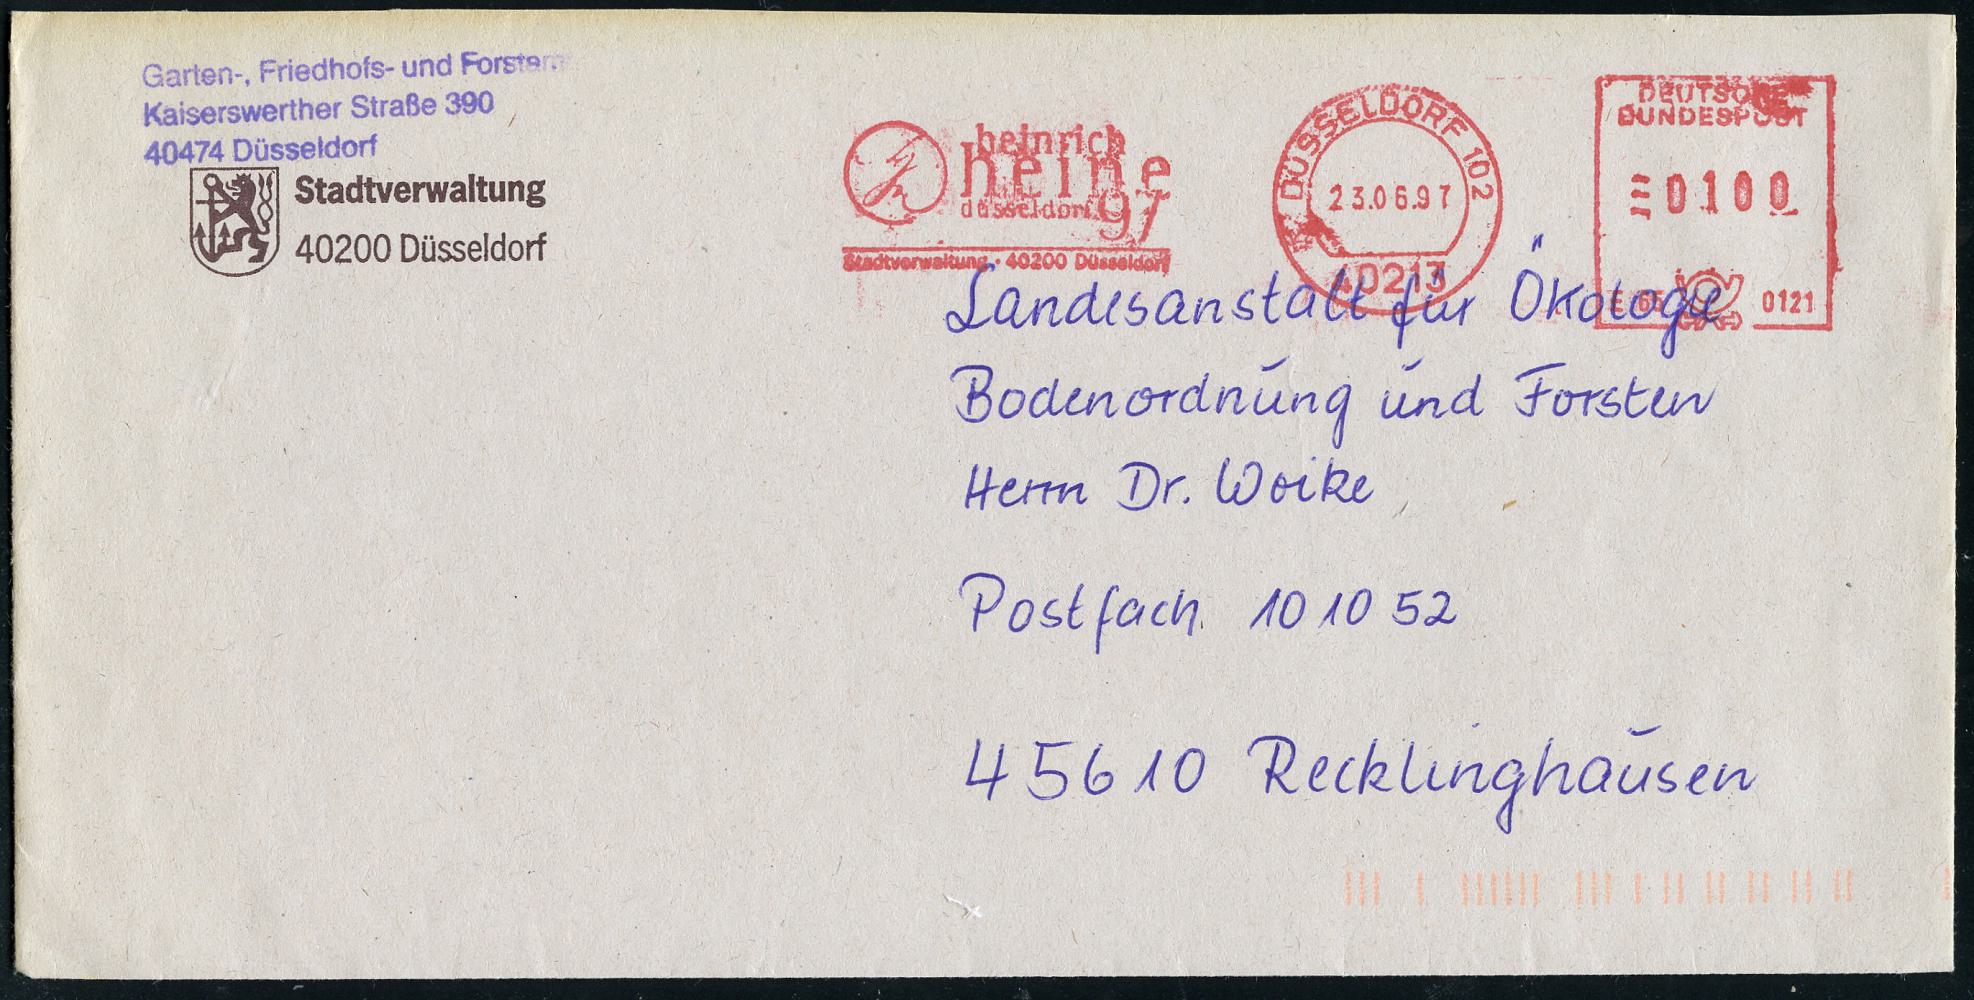 Garten-, Friedhofs- und Forstam
Kaiserswerther Straße 390
40474 Düsseldorf
Stadtverwaltung
40200 Düsseldorf
heinrich
heine
düsseldorf 97
Stadtverwaltung · 40200 Düsseldorf
DÜSSELDORF 102
23.06.97
40213
DEUTSCHE
BUNDESPOST
0100
0121
Landesanstalt für Ökologie
Bodenordnung und Forsten
Herrn Dr. Woike
Postfach 10 10 52
45610 Recklinghausen